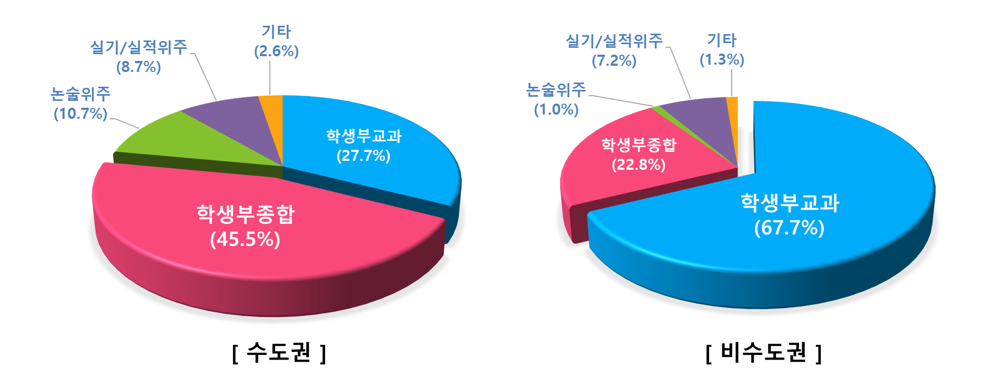 기타
(2.6%)
실기/실적위주
(8.7%)
논술위주
(10.7%)
학생부교과
(27.7%)
학생부종합
(45.5%)
[ 수도권 ]
기타
(1.3%)
실기/실적위주
(7.2%)
논술위주
(1.0%)
학생부종합
(22.8%)
학생부교과
(67.7%)
[ 비수도권 ]